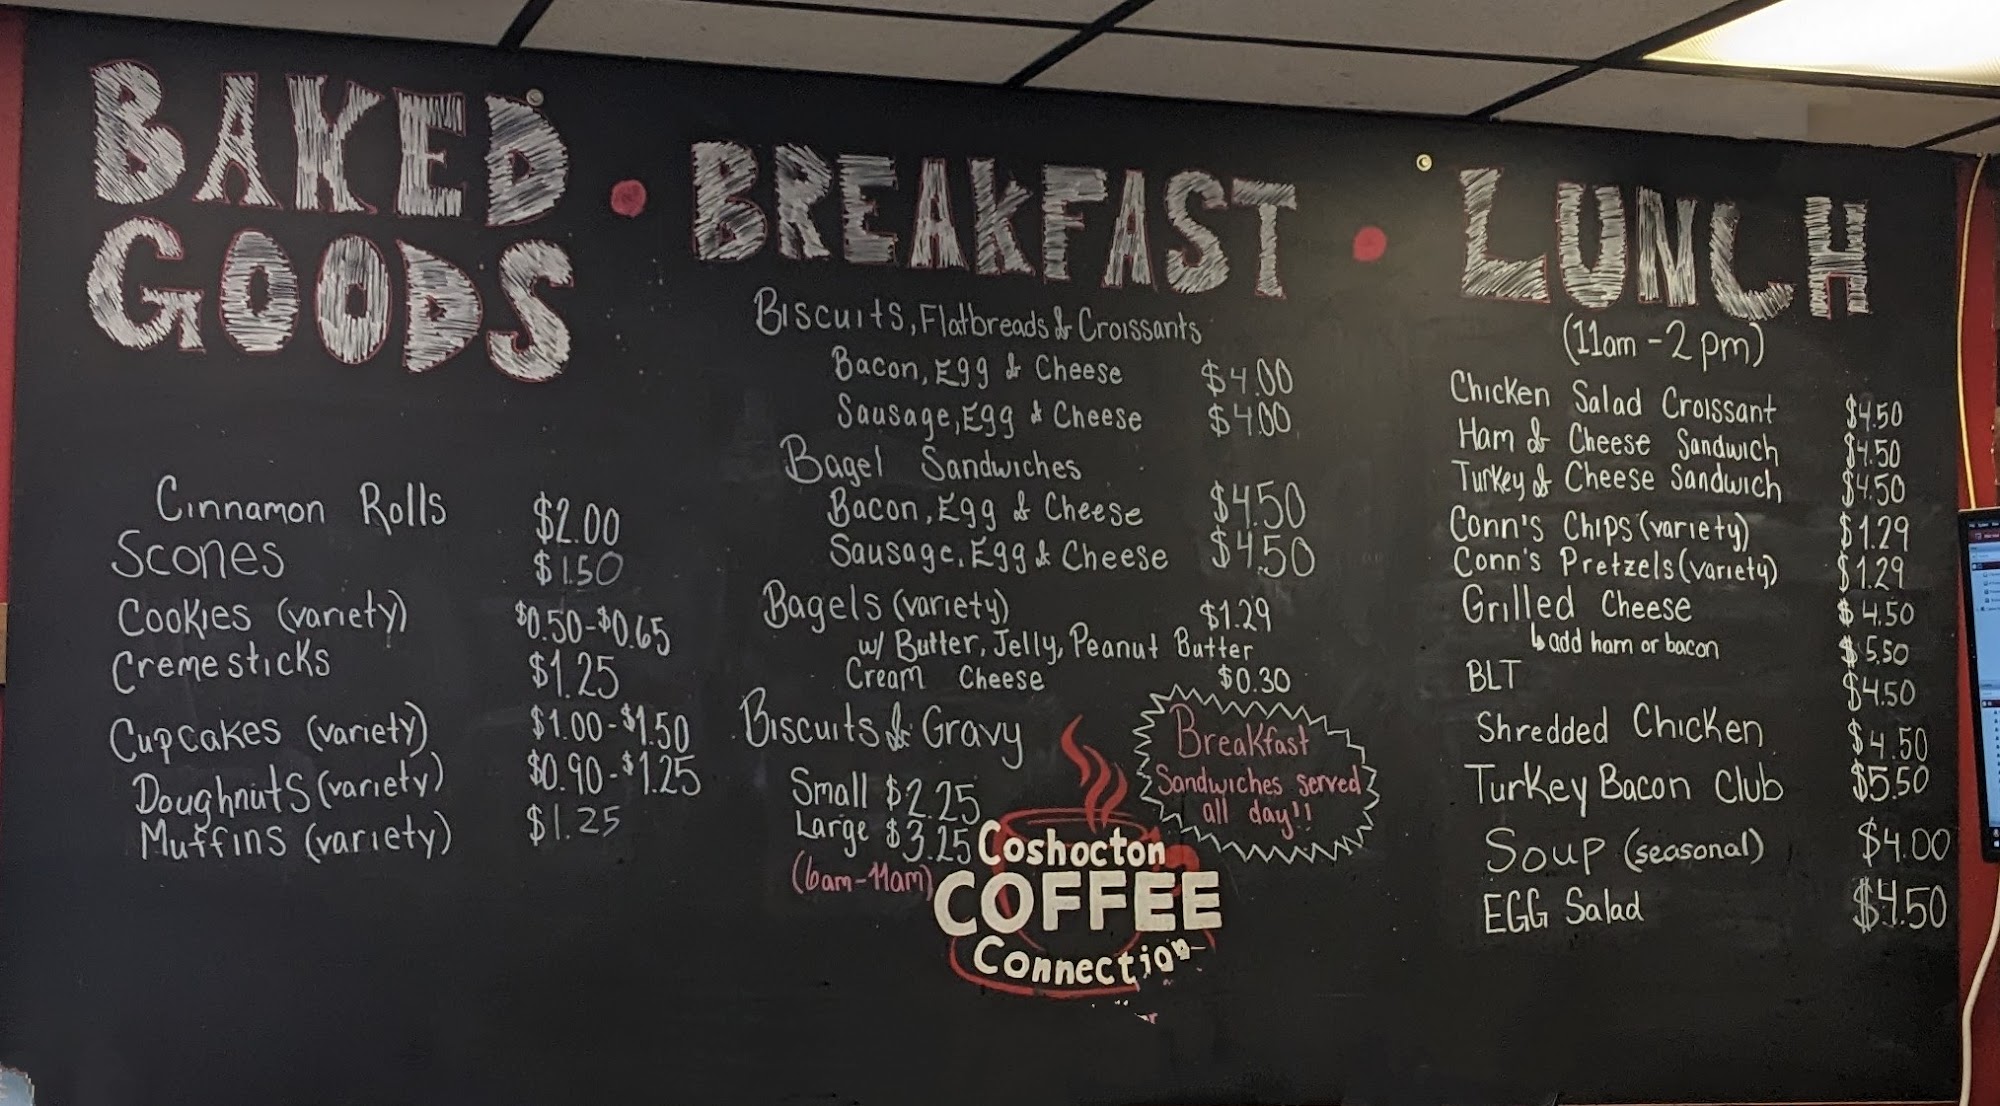 BAKED
GOODS
Cinnamon Rolls $2.00
Scones $1.50
Cookies (variety) $0.50-$0.65
Cremesticks $1.25
Cupcakes (variety) $1.00-$1.50
Doughnuts (variety) $0.90-$1.25
Muffins (variety) $1.25
BREAKFAST
Biscuits, Flatbreads & Croissants
Bacon, Egg & Cheese $4.00
Sausage, Egg & Cheese $4.00
Bagel Sandwiches
Bacon, Egg & Cheese $4.50
Sausage, Egg & Cheese $4.50
Bagels (variety) $1.29
w/ Butter, Jelly, Peanut Butter
Cream Cheese $0.30
Biscuits & Gravy
Small $2.25
Large $3.25
(6am-11am)
Breakfast
Sandwiches served
all day!!
Coshocton
COFFEE
Connection
LUNCH
(11am-2pm)
Chicken Salad Croissant $4.50
Ham & Cheese Sandwich $4.50
Turkey & Cheese Sandwich $4.50
Conn's Chips (variety) $1.29
Conn's Pretzels (variety) $1.29
Grilled Cheese $4.50
↳ add ham or bacon $5.50
BLT $4.50
Shredded Chicken $4.50
Turkey Bacon Club $5.50
Soup (seasonal) $4.00
EGG Salad $4.50